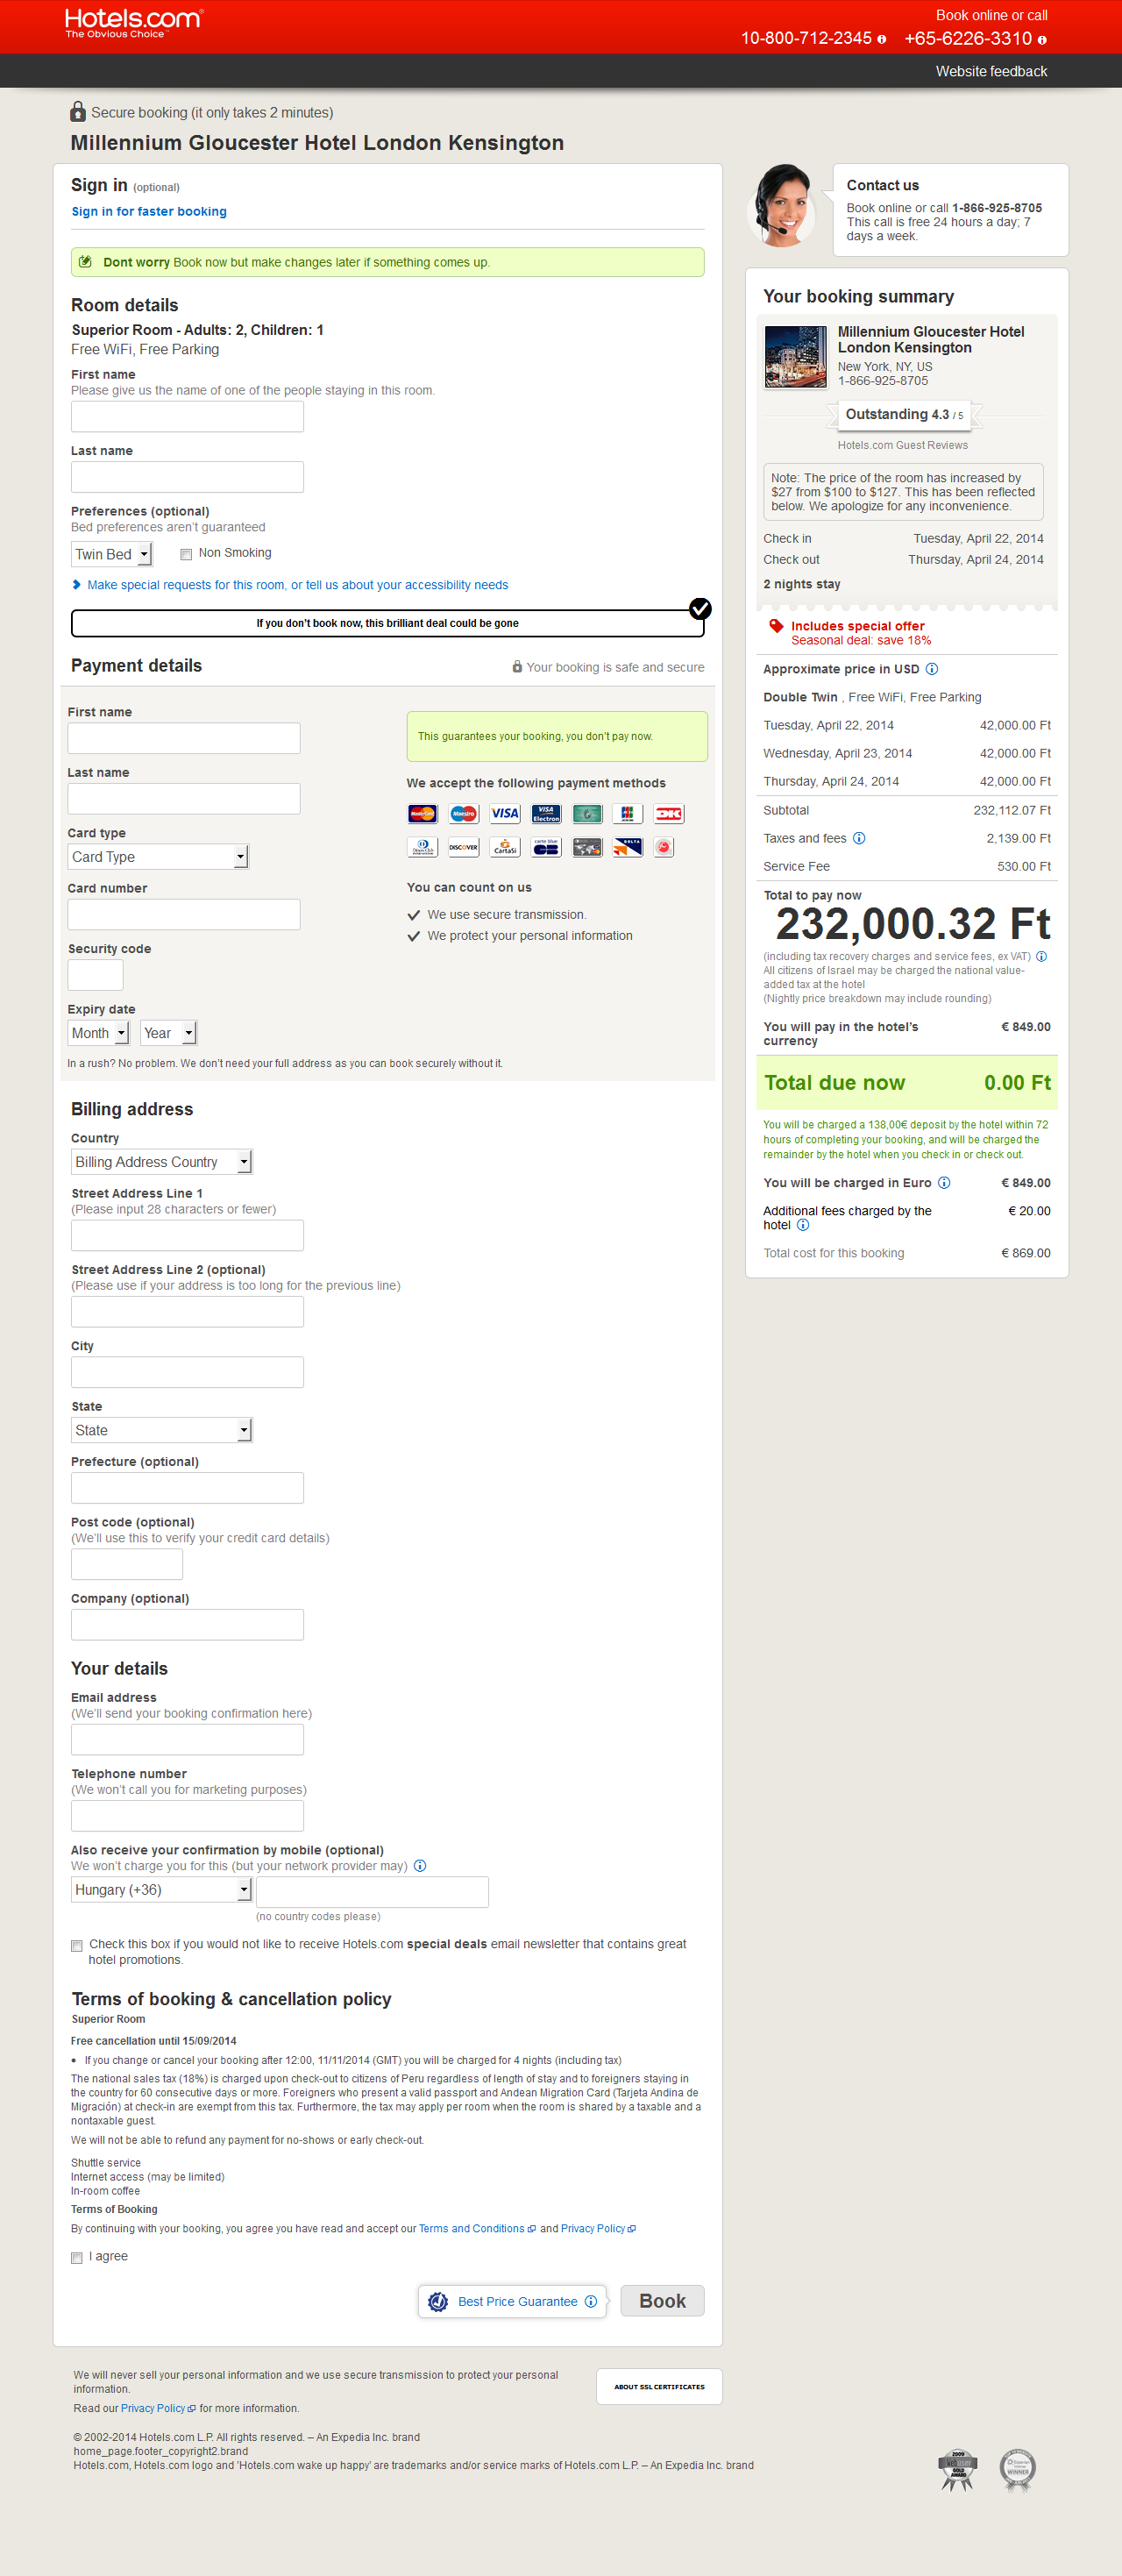 Hotels.com
The Obvious Choice
Book online or call
10-800-712-2345 +65-6226-3310
Website feedback
Secure booking (it only takes 2 minutes)
Millennium Gloucester Hotel London Kensington
Sign in (optional)
Sign in for faster booking
Dont worry Book now but make changes later if something comes up.
Room details
Superior Room - Adults: 2, Children: 1
Free WiFi, Free Parking
First name
Please give us the name of one of the people staying in this room.
Last name
Preferences (optional)
Bed preferences aren't guaranteed
Twin Bed Non Smoking
Make special requests for this room, or tell us about your accessibility needs
If you don't book now, this brilliant deal could be gone
Payment details Your booking is safe and secure
First name
Last name
Card type
Card Type
Card number
Security code
Expiry date
Month Year
This guarantees your booking, you don't pay now.
We accept the following payment methods
MasterCard Maestro VISA VISA Electron JCB DK
Diners Club DISCOVER CartaSi carte bleue DELTA
You can count on us
We use secure transmission.
We protect your personal information
In a rush? No problem. We don't need your full address as you can book securely without it.
Billing address
Country
Billing Address Country
Street Address Line 1
(Please input 28 characters or fewer)
Street Address Line 2 (optional)
(Please use if your address is too long for the previous line)
City
State
State
Prefecture (optional)
Post code (optional)
(We'll use this to verify your credit card details)
Company (optional)
Your details
Email address
(We'll send your booking confirmation here)
Telephone number
(We won't call you for marketing purposes)
Also receive your confirmation by mobile (optional)
We won't charge you for this (but your network provider may)
Hungary (+36)
(no country codes please)
Check this box if you would not like to receive Hotels.com special deals email newsletter that contains great
hotel promotions.
Terms of booking & cancellation policy
Superior Room
Free cancellation until 15/09/2014
• If you change or cancel your booking after 12:00, 11/11/2014 (GMT) you will be charged for 4 nights (including tax)
The national sales tax (18%) is charged upon check-out to citizens of Peru regardless of length of stay and to foreigners staying in
the country for 60 consecutive days or more. Foreigners who present a valid passport and Andean Migration Card (Tarjeta Andina de
Migración) at check-in are exempt from this tax. Furthermore, the tax may apply per room when the room is shared by a taxable and a
nontaxable guest.
We will not be able to refund any payment for no-shows or early check-out.
Shuttle service
Internet access (may be limited)
In-room coffee
Terms of Booking
By continuing with your booking, you agree you have read and accept our Terms and Conditions and Privacy Policy
I agree
Best Price Guarantee Book
Contact us
Book online or call 1-866-925-8705
This call is free 24 hours a day; 7
days a week.
Your booking summary
Millennium Gloucester Hotel
London Kensington
New York, NY, US
1-866-925-8705
Outstanding 4.3 / 5
Hotels.com Guest Reviews
Note: The price of the room has increased by
$27 from $100 to $127. This has been reflected
below. We apologize for any inconvenience.
Check in Tuesday, April 22, 2014
Check out Thursday, April 24, 2014
2 nights stay
Includes special offer
Seasonal deal: save 18%
Approximate price in USD
Double Twin , Free WiFi, Free Parking
Tuesday, April 22, 2014 42,000.00 Ft
Wednesday, April 23, 2014 42,000.00 Ft
Thursday, April 24, 2014 42,000.00 Ft
Subtotal 232,112.07 Ft
Taxes and fees 2,139.00 Ft
Service Fee 530.00 Ft
Total to pay now
232,000.32 Ft
(including tax recovery charges and service fees, ex VAT)
All citizens of Israel may be charged the national value-
added tax at the hotel
(Nightly price breakdown may include rounding)
You will pay in the hotel's € 849.00
currency
Total due now 0.00 Ft
You will be charged a 138,00€ deposit by the hotel within 72
hours of completing your booking, and will be charged the
remainder by the hotel when you check in or check out.
You will be charged in Euro € 849.00
Additional fees charged by the € 20.00
hotel
Total cost for this booking € 869.00
We will never sell your personal information and we use secure transmission to protect your personal
information.
Read our Privacy Policy for more information.
ABOUT SSL CERTIFICATES
© 2002-2014 Hotels.com L.P. All rights reserved. – An Expedia Inc. brand
home_page.footer_copyright2.brand
Hotels.com, Hotels.com logo and 'Hotels.com wake up happy' are trademarks and/or service marks of Hotels.com L.P. – An Expedia Inc. brand
2009
GOLD
AWARD
WINNER